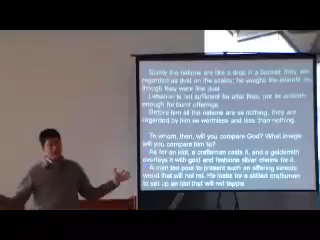 Surely the nations are like a drop in a bucket; they are
regarded as dust on the scales; he weighs the islands as
though they were fine dust.
Lebanon is not sufficient for altar fires, nor its animals
enough for burnt offerings.
Before him all the nations are as nothing; they are
regarded by him as worthless and less than nothing.
To whom, then, will you compare God? What image
will you compare him to?
As for an idol, a craftsman casts it, and a goldsmith
overlays it with gold and fashions silver chains for it.
A man too poor to present such an offering selects
wood that will not rot. He looks for a skilled craftsman
to set up an idol that will not topple